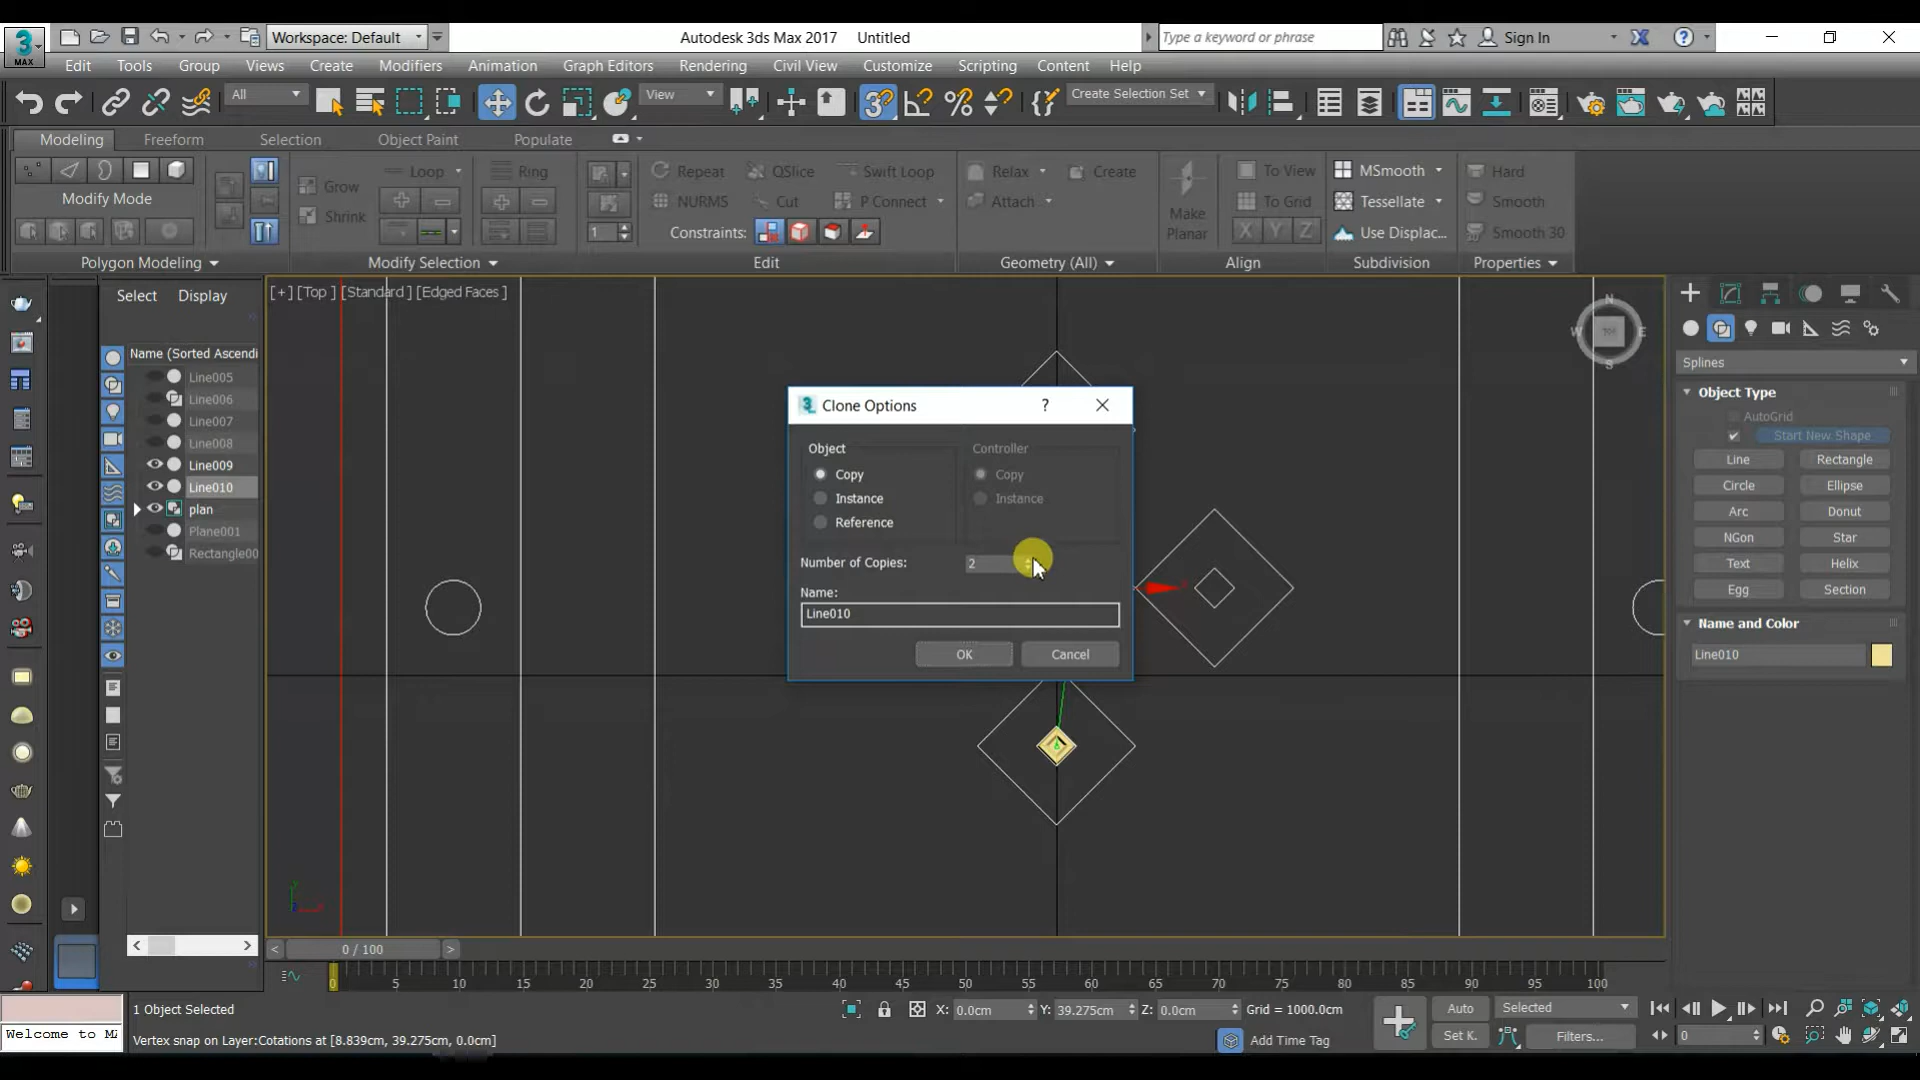 3
MAX
Workspace: Default
Autodesk 3ds Max 2017 Untitled
Type a keyword or phrase
Sign In
Edit Tools Group Views Create Modifiers Animation Graph Editors Rendering Civil View Customize Scripting Content Help
All
View
Create Selection Set
Modeling Freeform Selection Object Paint Populate
Modify Mode
Grow
Shrink
Loop
Ring
1
Repeat QSlice Swift Loop
NURMS Cut P Connect
Constraints:
Relax Create
Attach
Make
Planar
To View
To Grid
X Y Z
MSmooth
Tessellate
Use Displac...
Hard
Smooth
Smooth 30
Polygon Modeling
Modify Selection
Edit
Geometry (All)
Align
Subdivision
Properties
Select Display
Name (Sorted Ascendi
Line005
Line006
Line007
Line008
Line009
Line010
plan
Plane001
Rectangle00
[+] [Top ] [Standard ] [Edged Faces ]
N
W
E
S
TOP
Clone Options
?
Object
Copy
Instance
Reference
Controller
Copy
Instance
Number of Copies: 2
Name:
Line010
OK Cancel
Splines
Object Type
AutoGrid
Start New Shape
Line Rectangle
Circle Ellipse
Arc Donut
NGon Star
Text Helix
Egg Section
Name and Color
Line010
< 0 / 100 >
0 5 10 15 20 25 30 35 40 45 50 55 60 65 70 75 80 85 90 95 100
1 Object Selected
X: 0.0cm Y: 39.275cm Z: 0.0cm Grid = 1000.0cm
Auto Selected
Welcome to M
Vertex snap on Layer:Cotations at [8.839cm, 39.275cm, 0.0cm]
Add Time Tag
Set K. Filters...
0